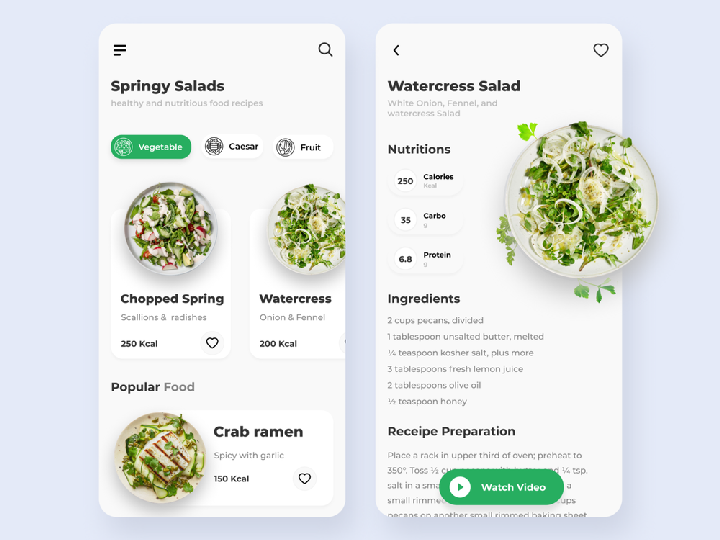 Springy Salads
healthy and nutritious food recipes
Vegetable
Caesar
Fruit
Chopped Spring
Scallions & radishes
250 Kcal
Watercress
Onion & Fennel
200 Kcal
Popular Food
Crab ramen
Spicy with garlic
150 Kcal
Watercress Salad
White Onion, Fennel, and
watercress Salad
Nutritions
250
Calories
Kcal
35
Carbo
g
6.8
Protein
g
Ingredients
2 cups pecans, divided
1 tablespoon unsalted butter, melted
¼ teaspoon kosher salt, plus more
3 tablespoons fresh lemon juice
2 tablespoons olive oil
½ teaspoon honey
Receipe Preparation
Place a rack in upper third of oven; preheat to
350°. Toss ½ cup pecans with butter and ¼ tsp.
salt in a
small rimmed
pecans on another small rimmed baking sheet
Watch Video